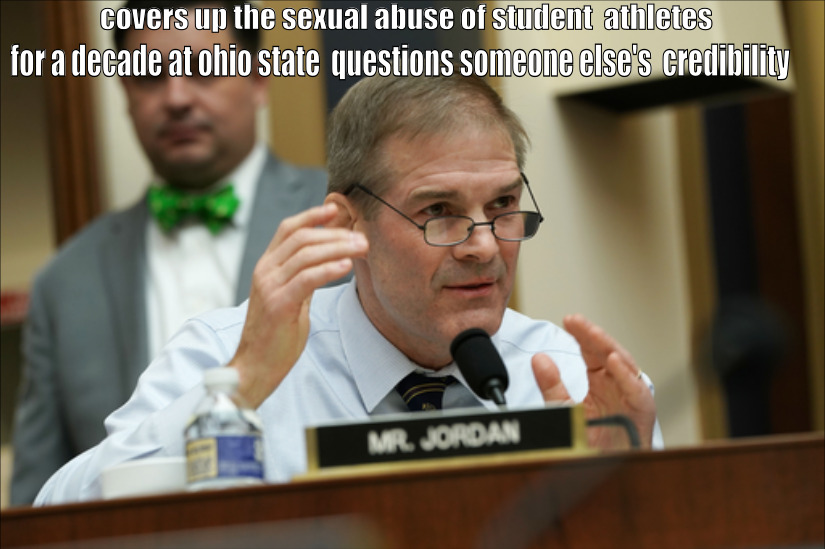 covers up the sexual abuse of student athletes
for a decade at ohio state questions someone else's credibility
MR. JORDAN